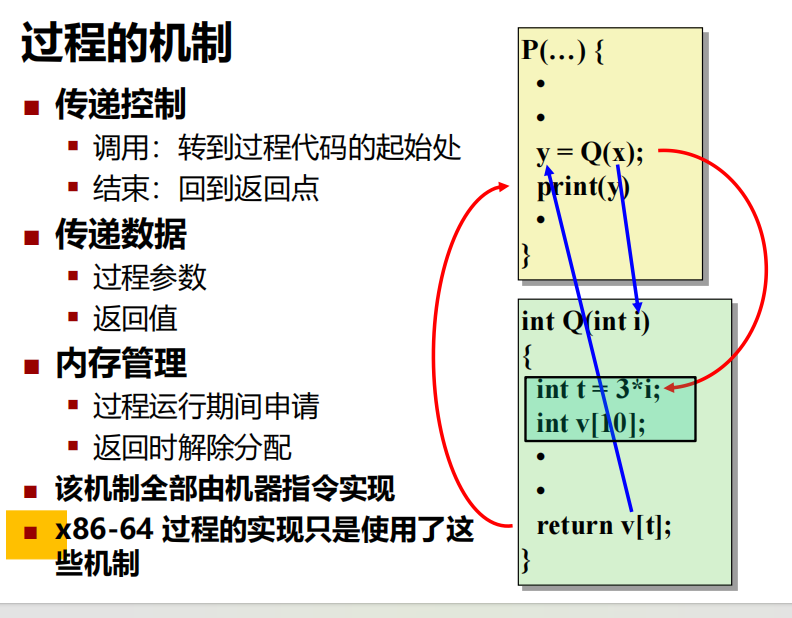 过程的机制
传递控制
调用：转到过程代码的起始处
结束：回到返回点
传递数据
过程参数
返回值
内存管理
过程运行期间申请
返回时解除分配
该机制全部由机器指令实现
x86-64 过程的实现只是使用了这
些机制
P(…) {
•
•
y = Q(x);
print(y)
•
}
int Q(int i)
{
int t = 3*i;
int v[10];
•
•
return v[t];
}